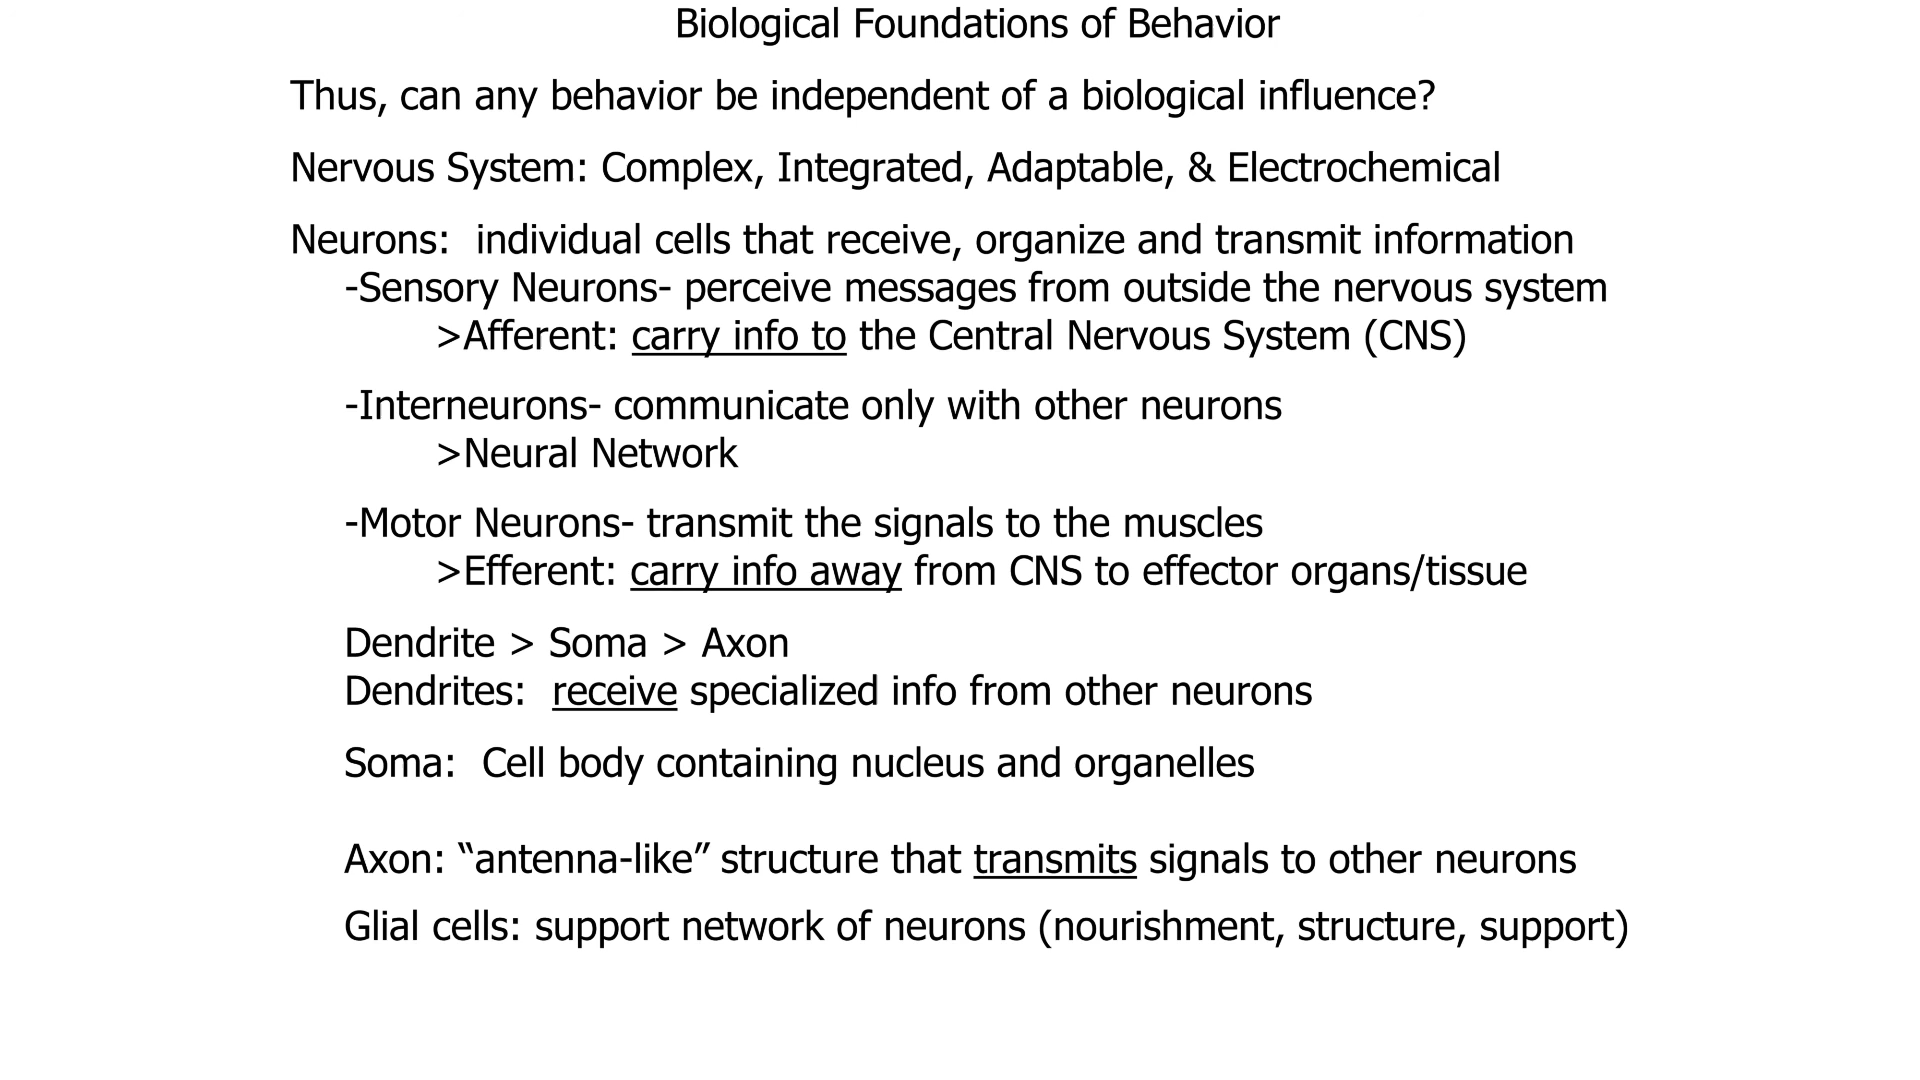 Biological Foundations of Behavior
Thus, can any behavior be independent of a biological influence?
Nervous System: Complex, Integrated, Adaptable, & Electrochemical
Neurons:  individual cells that receive, organize and transmit information
-Sensory Neurons- perceive messages from outside the nervous system
>Afferent: carry info to the Central Nervous System (CNS)
-Interneurons- communicate only with other neurons
>Neural Network
-Motor Neurons- transmit the signals to the muscles
>Efferent: carry info away from CNS to effector organs/tissue
Dendrite > Soma > Axon
Dendrites:  receive specialized info from other neurons
Soma:  Cell body containing nucleus and organelles
Axon: “antenna-like” structure that transmits signals to other neurons
Glial cells: support network of neurons (nourishment, structure, support)